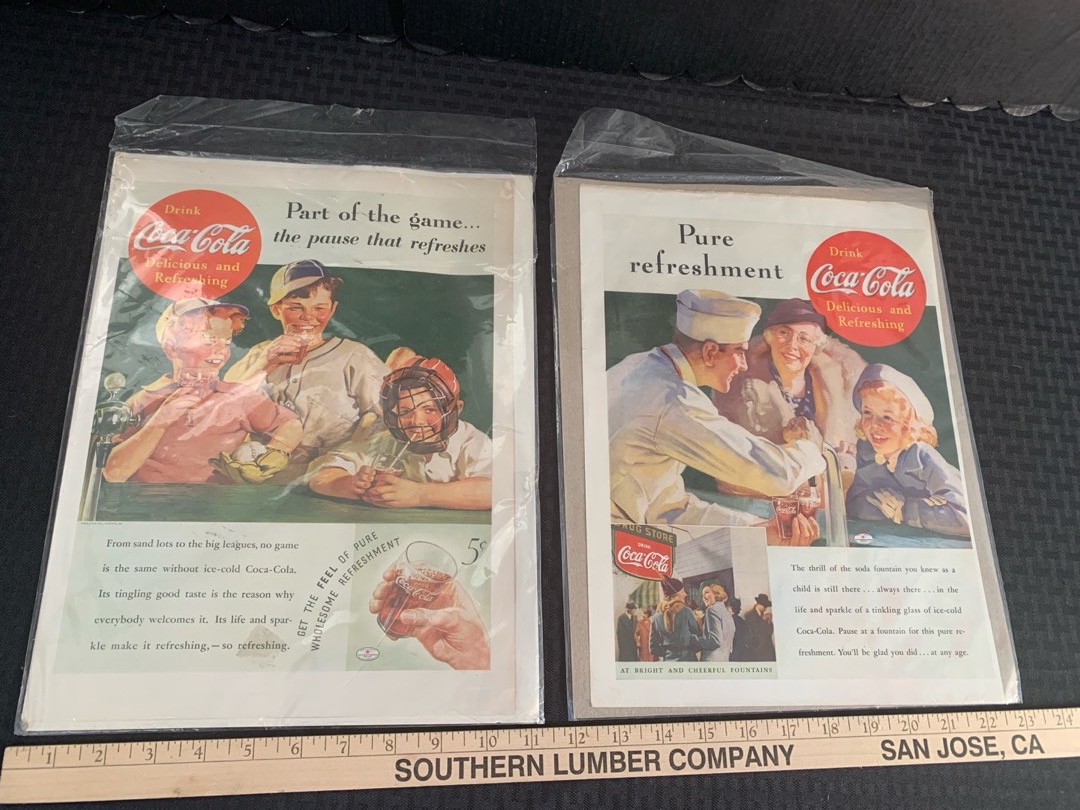 Drink
Coca-Cola
Delicious and
Refreshing
Part of the game...
the pause that refreshes
From sand lots to the big leagues, no game
is the same without ice-cold Coca-Cola.
Its tingling good taste is the reason why
everybody welcomes it. Its life and spar-
kle make it refreshing,—so refreshing.
GET THE FEEL OF PURE
WHOLESOME REFRESHMENT
5¢
Coca-Cola
Pure
refreshment
Drink
Coca-Cola
Delicious and
Refreshing
Coca-Cola
DRUG STORE
DRINK
Coca-Cola
AT BRIGHT AND CHEERFUL FOUNTAINS
The thrill of the soda fountain you knew as a
child is still there . . . always there . . . in the
life and sparkle of a tinkling glass of ice-cold
Coca-Cola. Pause at a fountain for this pure re-
freshment. You'll be glad you did . . . at any age.
1 2 3 4 5 6 7 8 9 10 11 12 13 14 15 16 17 18 19 20 21 22 23 24
SOUTHERN LUMBER COMPANY SAN JOSE, CA